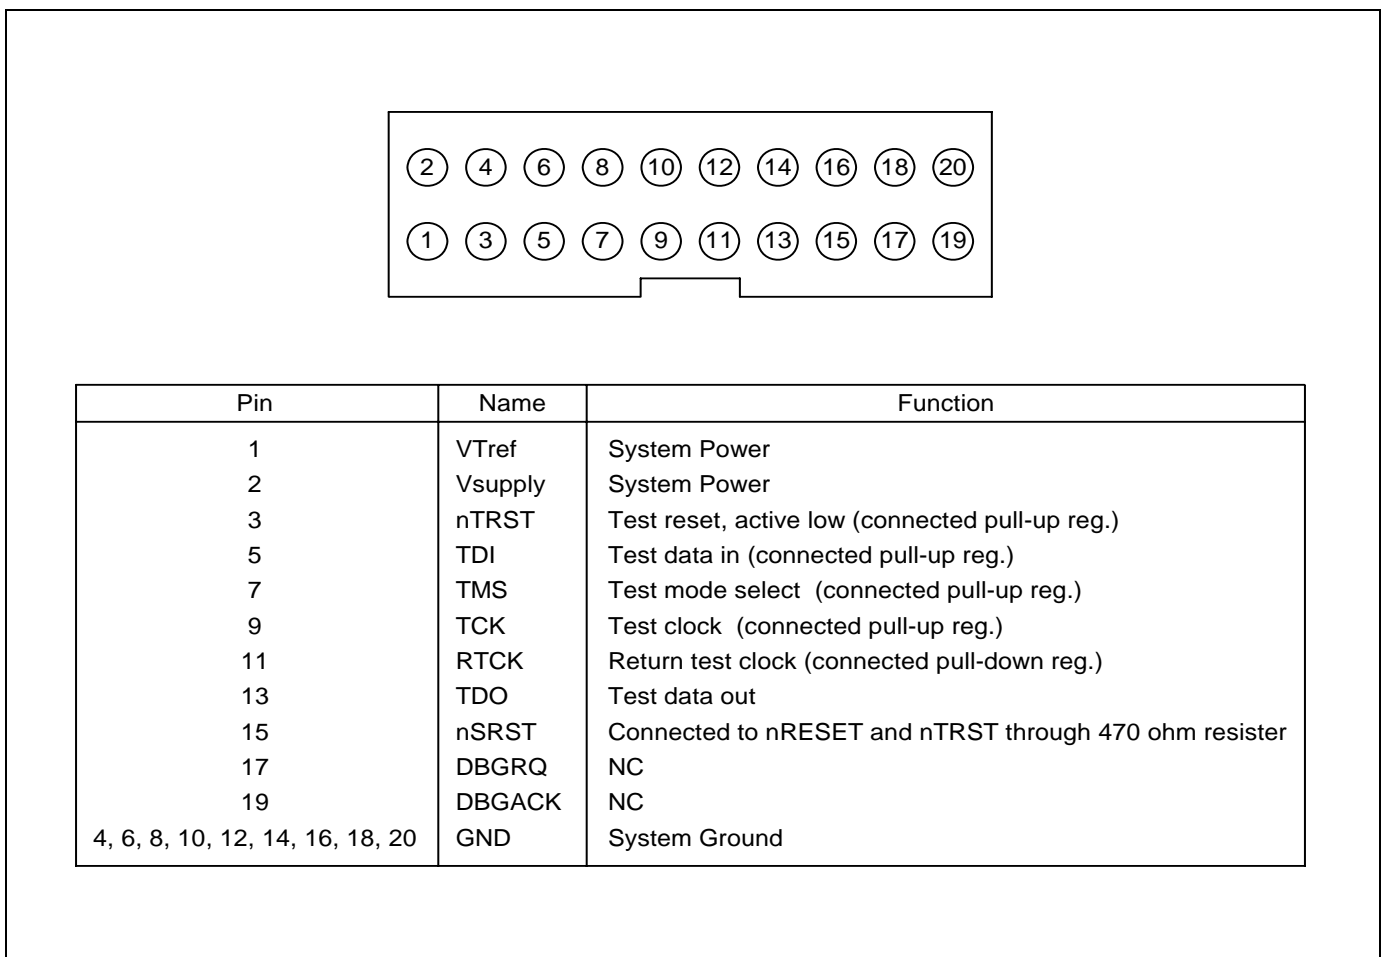 2 4 6 8 10 12 14 16 18 20
1 3 5 7 9 11 13 15 17 19
Pin Name Function
1 VTref System Power
2 Vsupply System Power
3 nTRST Test reset, active low (connected pull-up reg.)
5 TDI Test data in (connected pull-up reg.)
7 TMS Test mode select (connected pull-up reg.)
9 TCK Test clock (connected pull-up reg.)
11 RTCK Return test clock (connected pull-down reg.)
13 TDO Test data out
15 nSRST Connected to nRESET and nTRST through 470 ohm resister
17 DBGRQ NC
19 DBGACK NC
4, 6, 8, 10, 12, 14, 16, 18, 20 GND System Ground